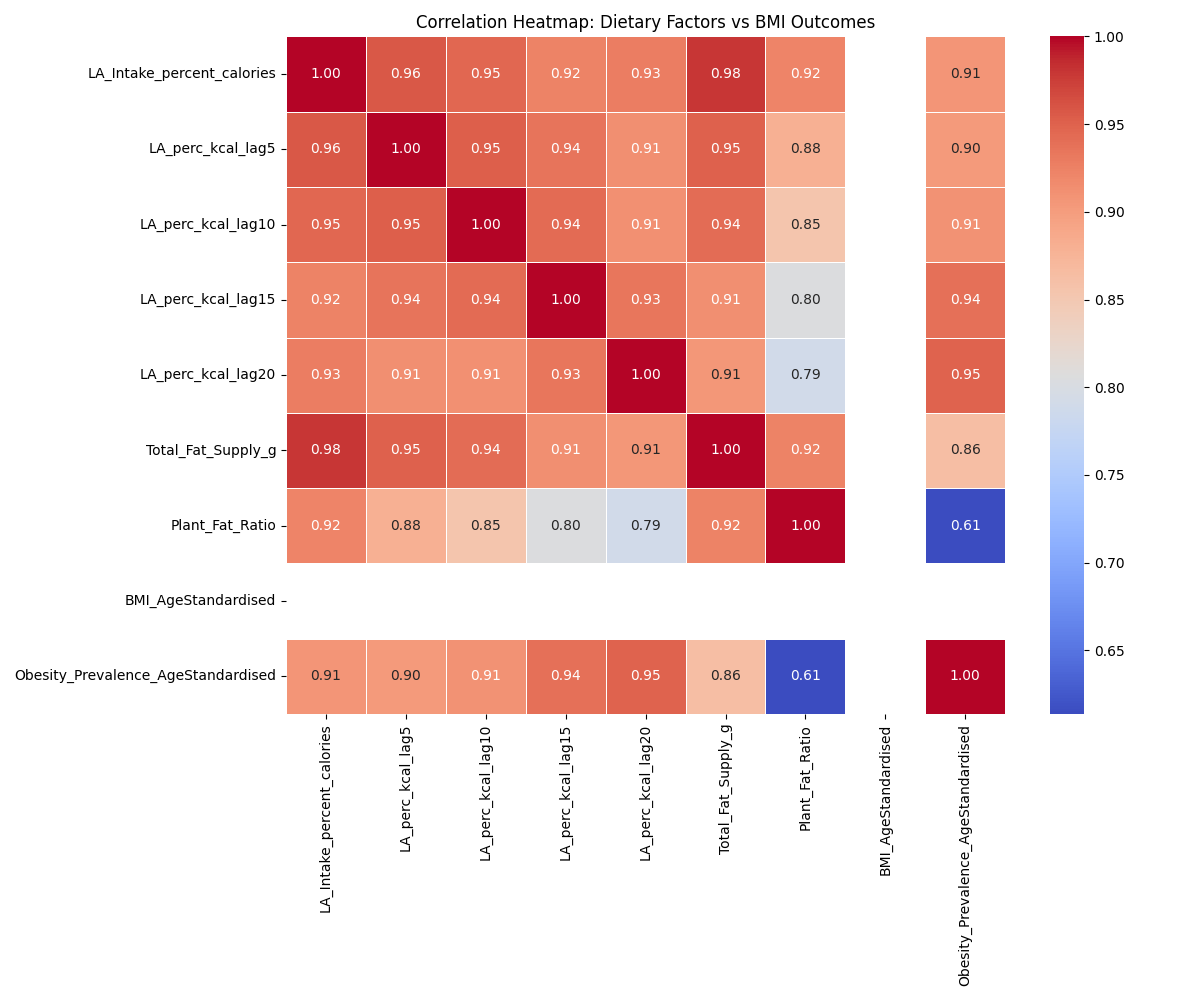 Correlation Heatmap: Dietary Factors vs BMI Outcomes
LA_Intake_percent_calories 1.00 0.96 0.95 0.92 0.93 0.98 0.92 0.91
LA_perc_kcal_lag5 0.96 1.00 0.95 0.94 0.91 0.95 0.88 0.90
LA_perc_kcal_lag10 0.95 0.95 1.00 0.94 0.91 0.94 0.85 0.91
LA_perc_kcal_lag15 0.92 0.94 0.94 1.00 0.93 0.91 0.80 0.94
LA_perc_kcal_lag20 0.93 0.91 0.91 0.93 1.00 0.91 0.79 0.95
Total_Fat_Supply_g 0.98 0.95 0.94 0.91 0.91 1.00 0.92 0.86
Plant_Fat_Ratio 0.92 0.88 0.85 0.80 0.79 0.92 1.00 0.61
BMI_AgeStandardised
Obesity_Prevalence_AgeStandardised 0.91 0.90 0.91 0.94 0.95 0.86 0.61 1.00
LA_Intake_percent_calories
LA_perc_kcal_lag5
LA_perc_kcal_lag10
LA_perc_kcal_lag15
LA_perc_kcal_lag20
Total_Fat_Supply_g
Plant_Fat_Ratio
BMI_AgeStandardised
Obesity_Prevalence_AgeStandardised
1.00
0.95
0.90
0.85
0.80
0.75
0.70
0.65